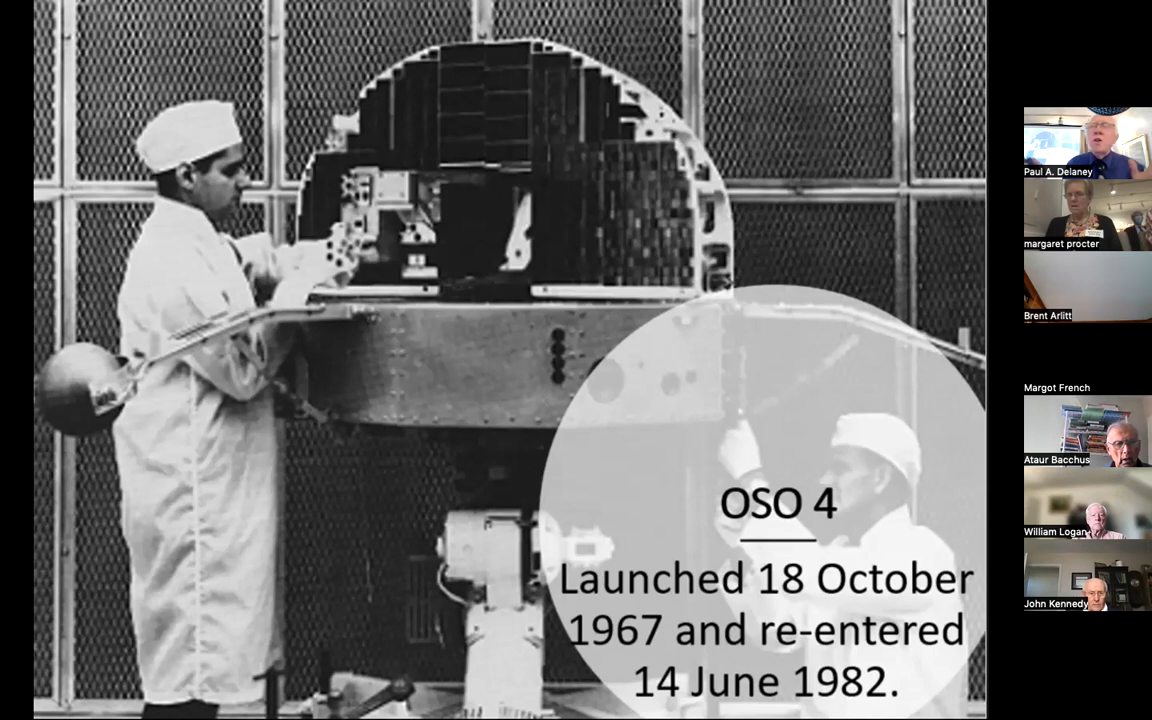 OSO 4
Launched 18 October
1967 and re-entered
14 June 1982.
Paul A. Delaney
margaret procter
Brent Arlitt
Margot French
Ataur Bacchus
William Logan
John Kennedy